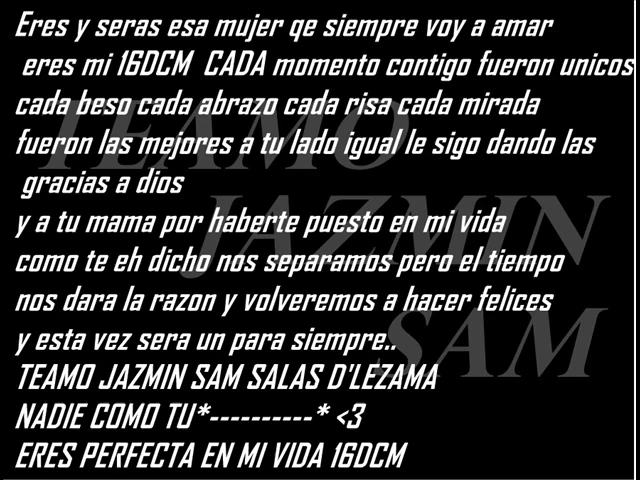 Eres y seras esa mujer qe siempre voy a amar
eres mi 16DCM CADA momento contigo fueron unicos
cada beso cada abrazo cada risa cada mirada
fueron las mejores a tu lado igual le sigo dando las
gracias a dios
y a tu mama por haberte puesto en mi vida
como te eh dicho nos separamos pero el tiempo
nos dara la razon y volveremos a hacer felices
y esta vez sera un para siempre..
TEAMO JAZMIN SAM SALAS D'LEZAMA
NADIE COMO TU*----------* <3
ERES PERFECTA EN MI VIDA 16DCM
TEAMO
JAZMIN
SAM